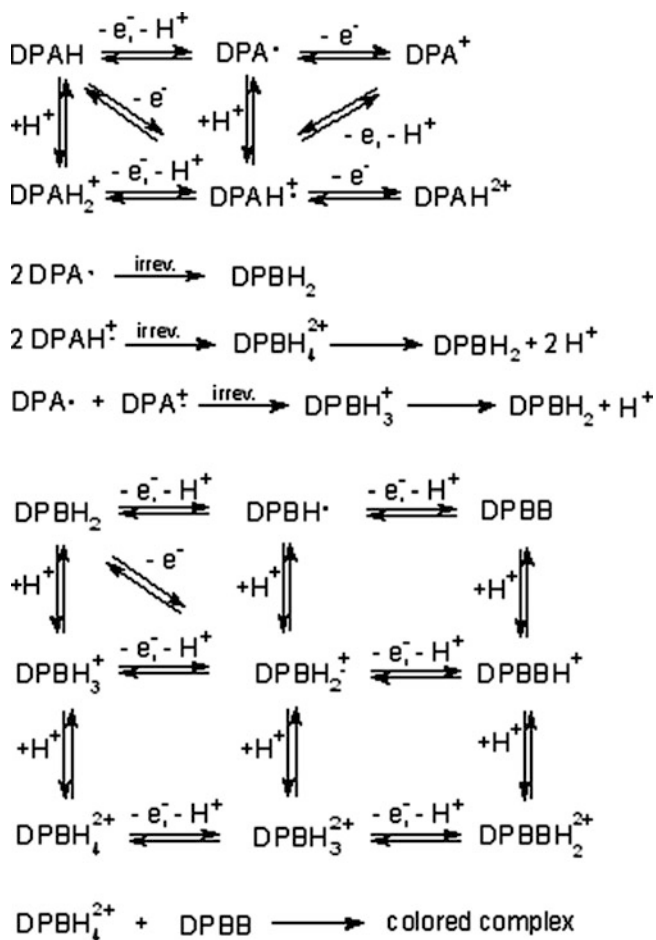 - e⁻, - H⁺ - e⁻
DPAH DPA· DPA⁺
+H⁺ - e⁻ +H⁺ - e, - H⁺
- e⁻, - H⁺ - e⁻
DPAH₂⁺ DPAH⁺· DPAH²⁺
2 DPA· irrev. DPBH₂
2 DPAH⁺· irrev. DPBH₄²⁺ DPBH₂ + 2 H⁺
DPA· + DPA⁺· irrev. DPBH₃⁺ DPBH₂ + H⁺
- e⁻, - H⁺ - e⁻, - H⁺
DPBH₂ DPBH· DPBB
+H⁺ - e⁻ +H⁺ +H⁺
- e⁻, - H⁺ - e⁻, - H⁺
DPBH₃⁺ DPBH₂⁺· DPBBH⁺
+H⁺ +H⁺ +H⁺
- e⁻, - H⁺ - e⁻, - H⁺
DPBH₄²⁺ DPBH₃²⁺ DPBBH₂²⁺
DPBH₄²⁺ + DPBB colored complex